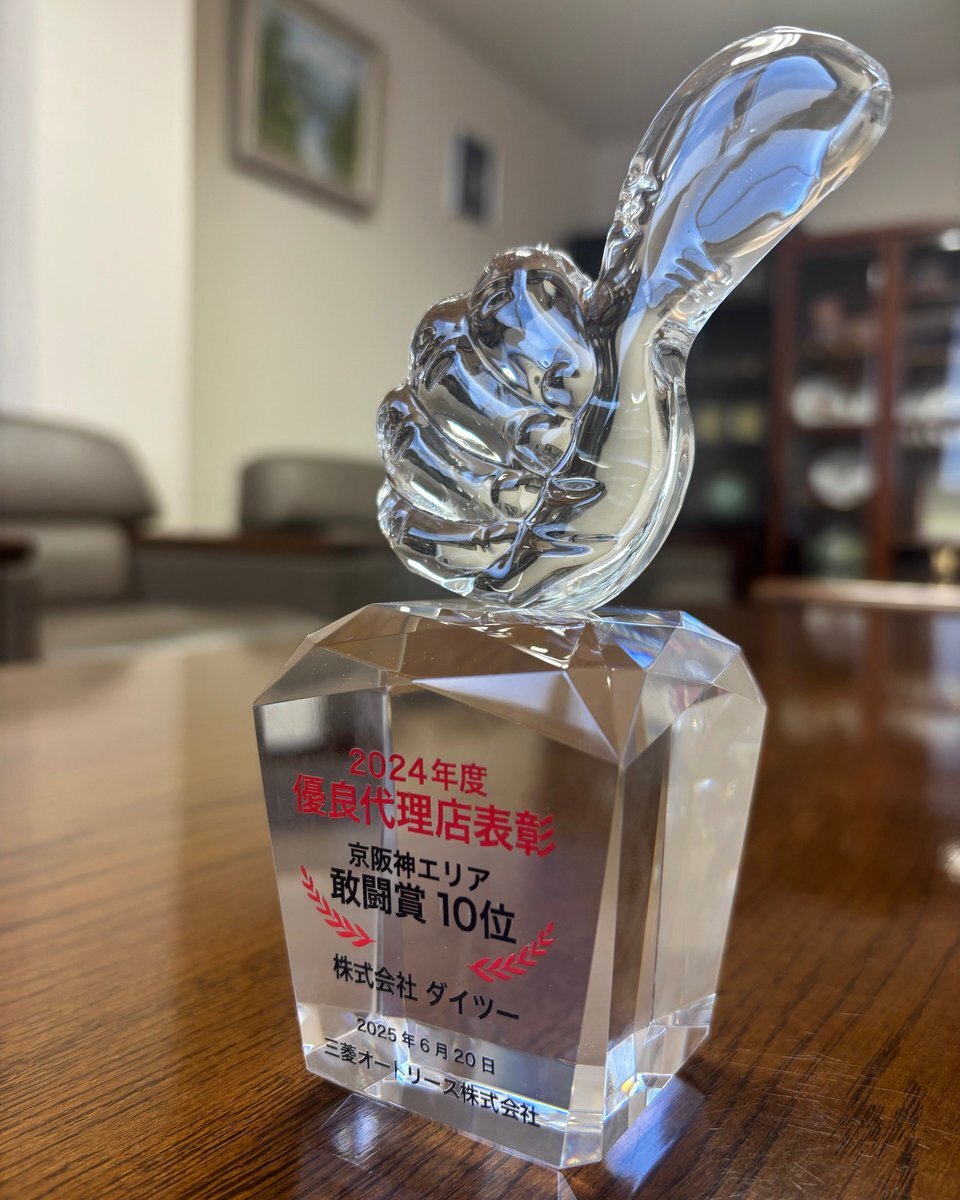 2024年度
優良代理店表彰
京阪神エリア
敢闘賞 10位
株式会社 ダイツー
2025年6月20日
三菱オートリース株式会社